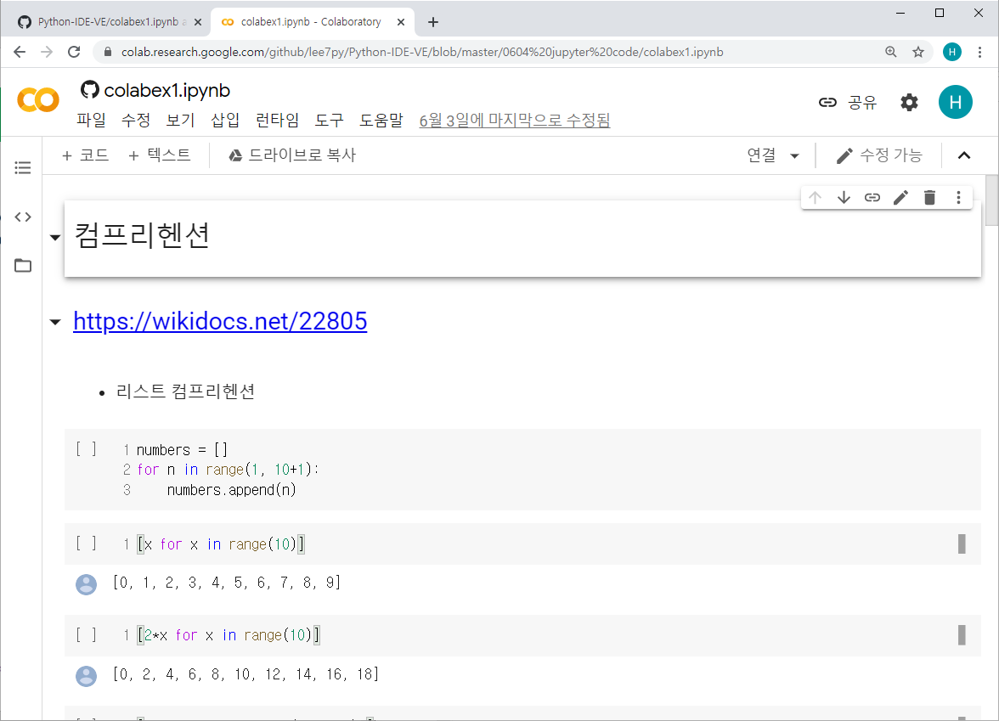 Python-IDE-VE/colabex1.ipynb a
colabex1.ipynb - Colaboratory
colab.research.google.com/github/lee7py/Python-IDE-VE/blob/master/0604%20jupyter%20code/colabex1.ipynb
H
colabex1.ipynb
공유
H
파일 수정 보기 삽입 런타임 도구 도움말 6월 3일에 마지막으로 수정됨
+ 코드 + 텍스트 드라이브로 복사 연결 수정 가능
컴프리헨션
https://wikidocs.net/22805
• 리스트 컴프리헨션
[ ] 1 numbers = []
2 for n in range(1, 10+1):
3 numbers.append(n)
[ ] 1 [x for x in range(10)]
[0, 1, 2, 3, 4, 5, 6, 7, 8, 9]
[ ] 1 [2*x for x in range(10)]
[0, 2, 4, 6, 8, 10, 12, 14, 16, 18]